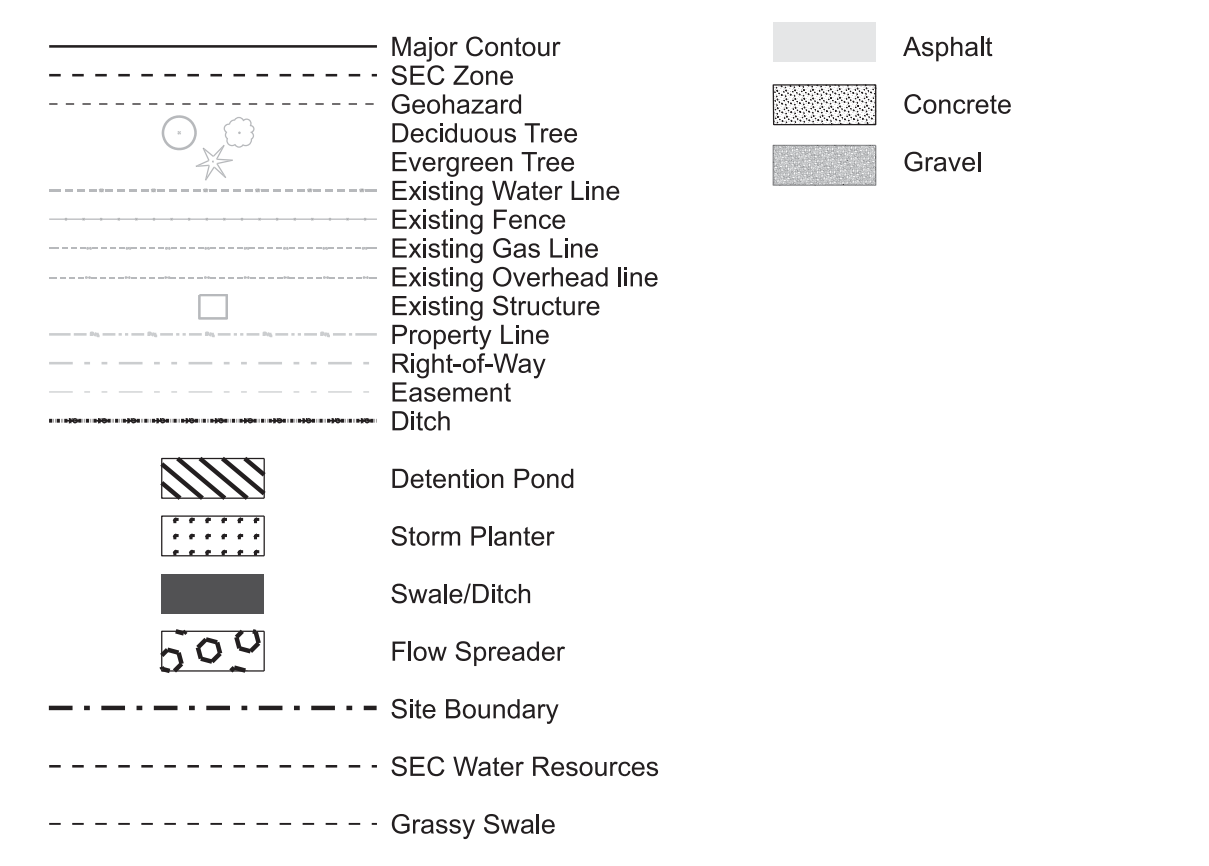 Major Contour
SEC Zone
Geohazard
Deciduous Tree
Evergreen Tree
Existing Water Line
Existing Fence
Existing Gas Line
Existing Overhead line
Existing Structure
Property Line
Right-of-Way
Easement
Ditch
Detention Pond
Storm Planter
Swale/Ditch
Flow Spreader
Site Boundary
SEC Water Resources
Grassy Swale
Asphalt
Concrete
Gravel